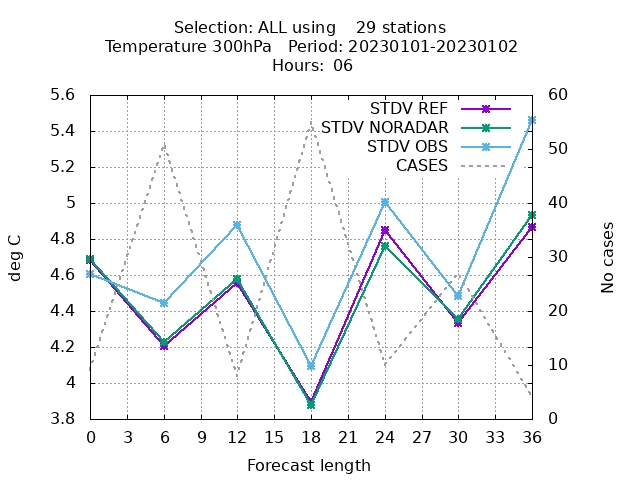 Selection: ALL using    29 stations
Temperature 300hPa   Period: 20230101-20230102
Hours:  06
5.6
5.4
5.2
5
4.8
4.6
4.4
4.2
4
3.8
60
50
40
30
20
10
0
STDV REF
STDV NORADAR
STDV OBS
CASES
deg C
No cases
0 3 6 9 12 15 18 21 24 27 30 33 36
Forecast length